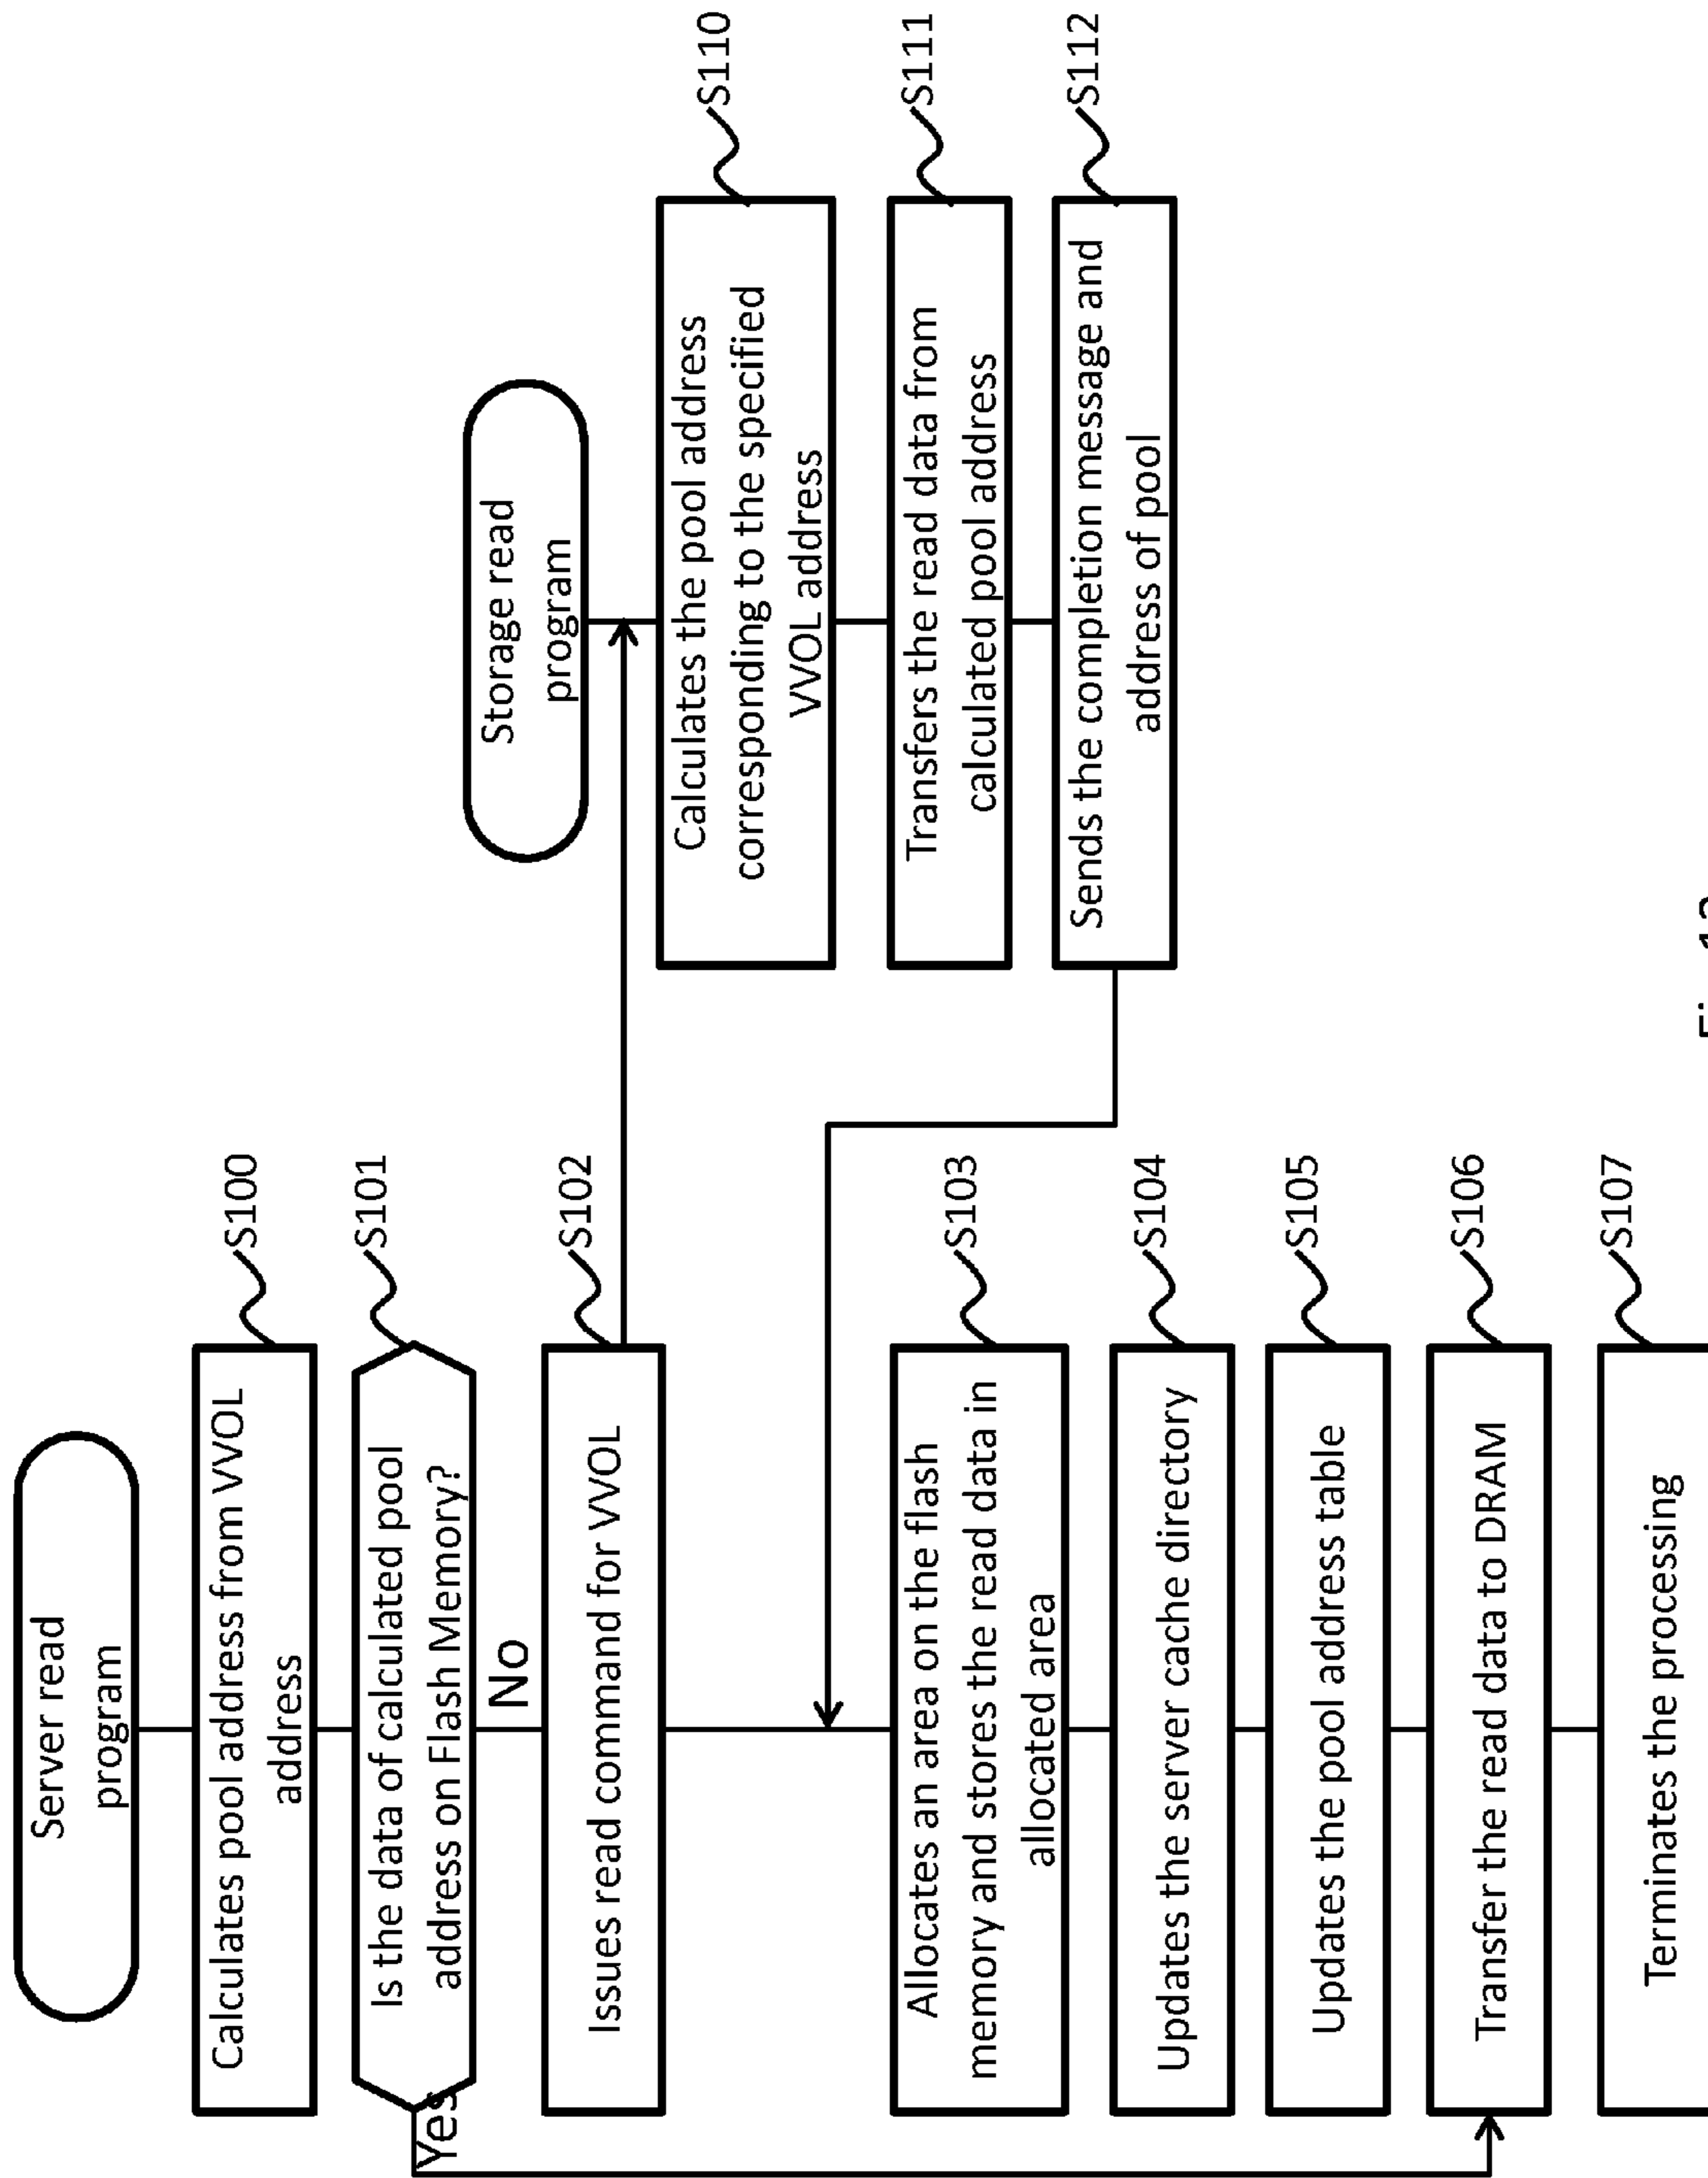 Server read
program
Calculates pool address from VVOL
address
S100
Is the data of calculated pool
address on Flash Memory?
S101
Yes
No
Issues read command for VVOL
S102
Allocates an area on the flash
memory and stores the read data in
allocated area
S103
Updates the server cache directory
S104
Updates the pool address table
S105
Transfer the read data to DRAM
S106
Terminates the processing
S107
Storage read
program
Calculates the pool address
corresponding to the specified
VVOL address
S110
Transfers the read data from
calculated pool address
S111
Sends the completion message and
address of pool
S112